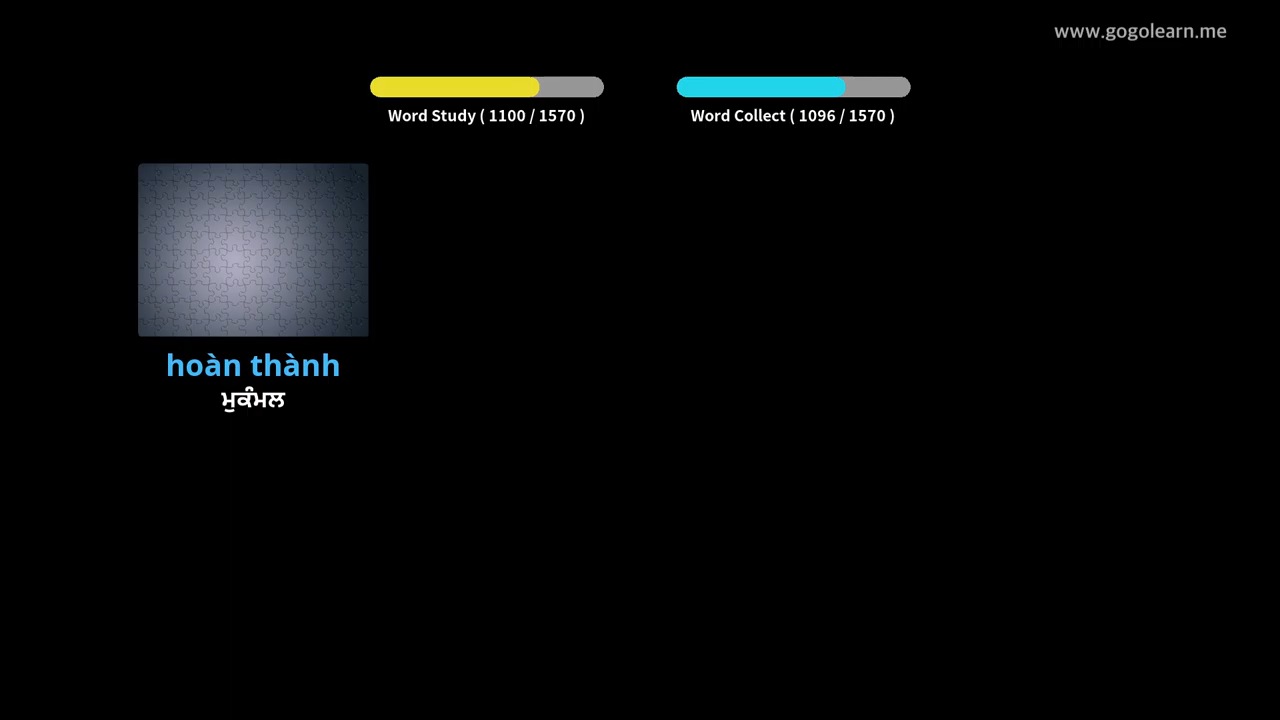 www.gogolearn.me
Word Study ( 1100 / 1570 )
Word Collect ( 1096 / 1570 )
hoàn thành
ਮੁਕੰਮਲ